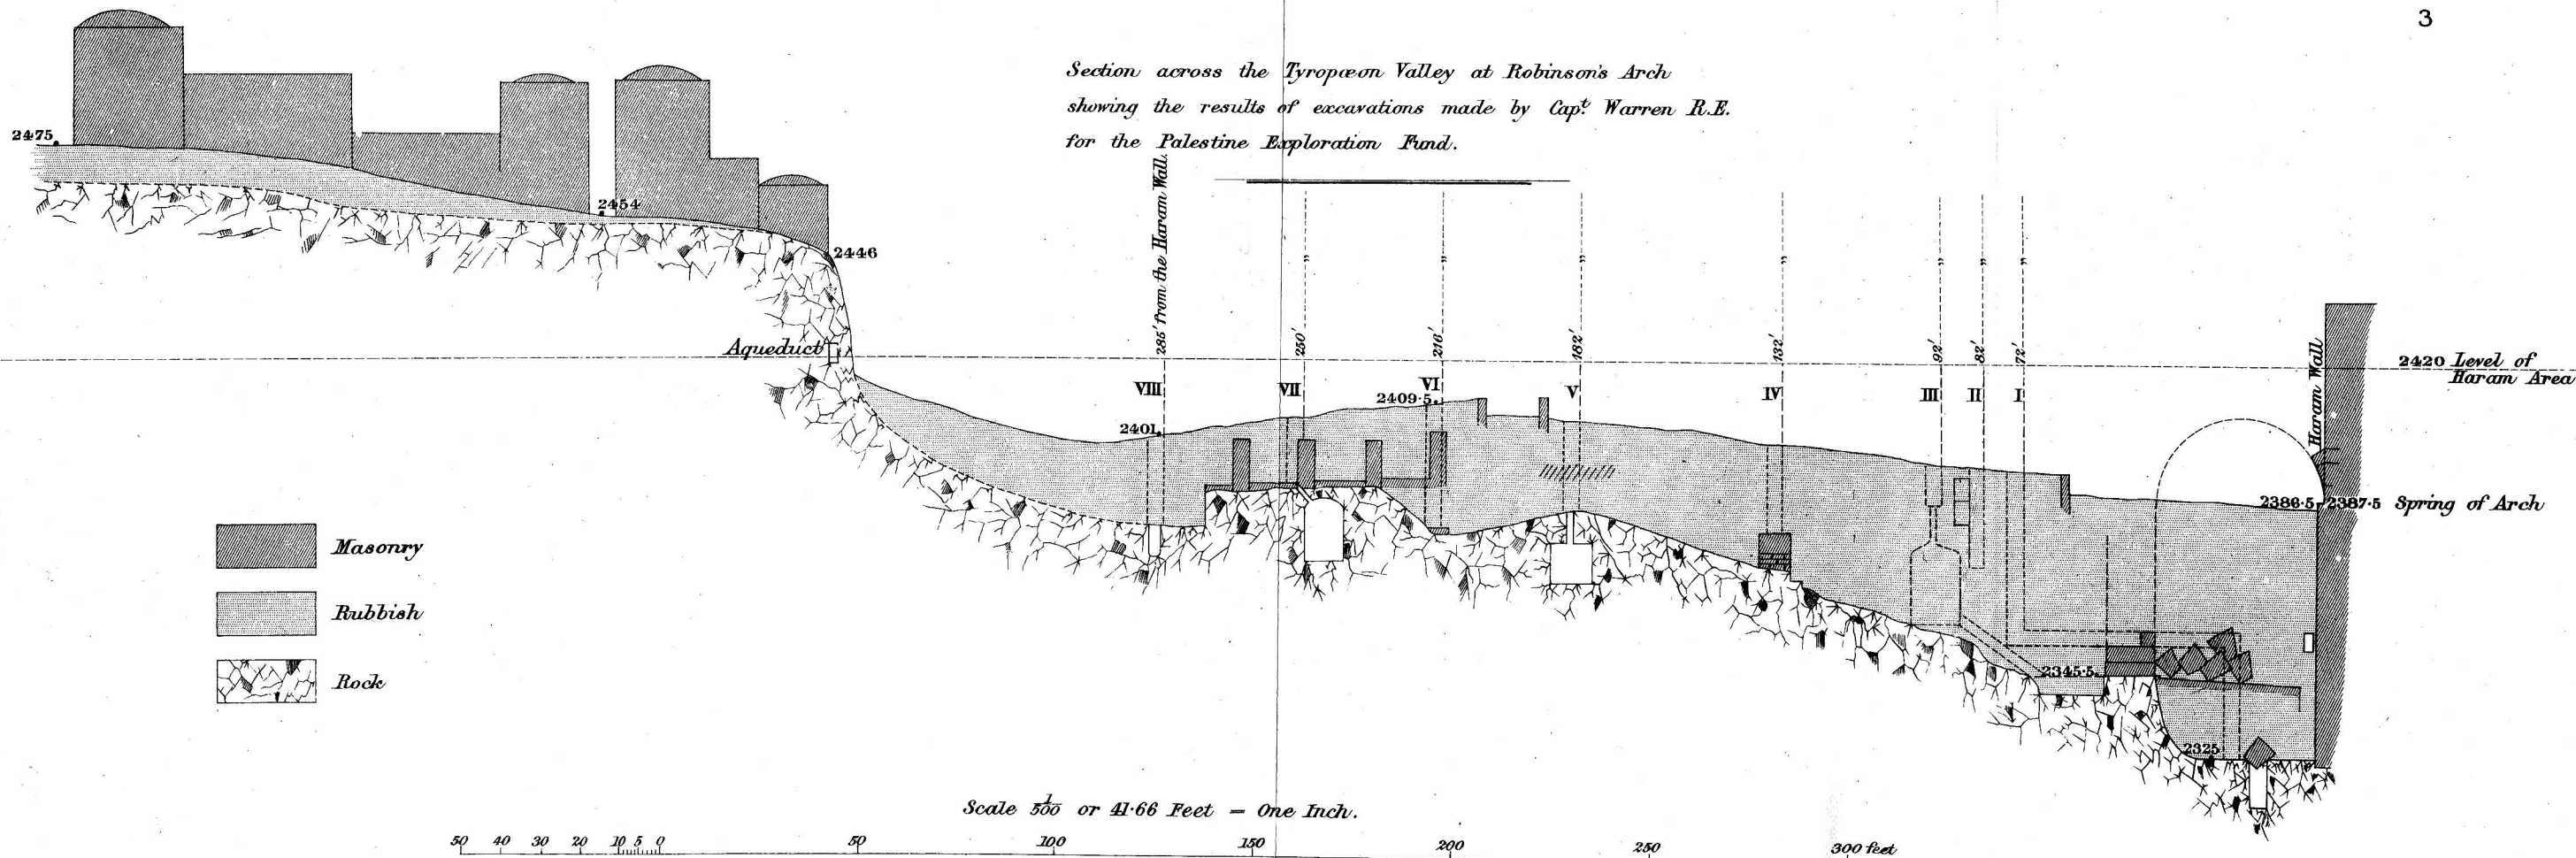 3
Section across the Tyropœon Valley at Robinson's Arch
showing the results of excavations made by Capt. Warren R.E.
for the Palestine Exploration Fund.
2475
2454
2446
Aqueduct
285' from the Haram Wall.
250' "
216' "
182' "
132' "
92' "
82' "
72' "
VIII
VII
VI
V
IV
III
II
I
2401.
2409·5.
Haram Wall
2420 Level of
Haram Area
2386·5
2387·5 Spring of Arch
2345·5.
2325
Masonry
Rubbish
Rock
Scale 1/500 or 41·66 Feet = One Inch.
50 40 30 20 10 5 0 50 100 150 200 250 300 feet